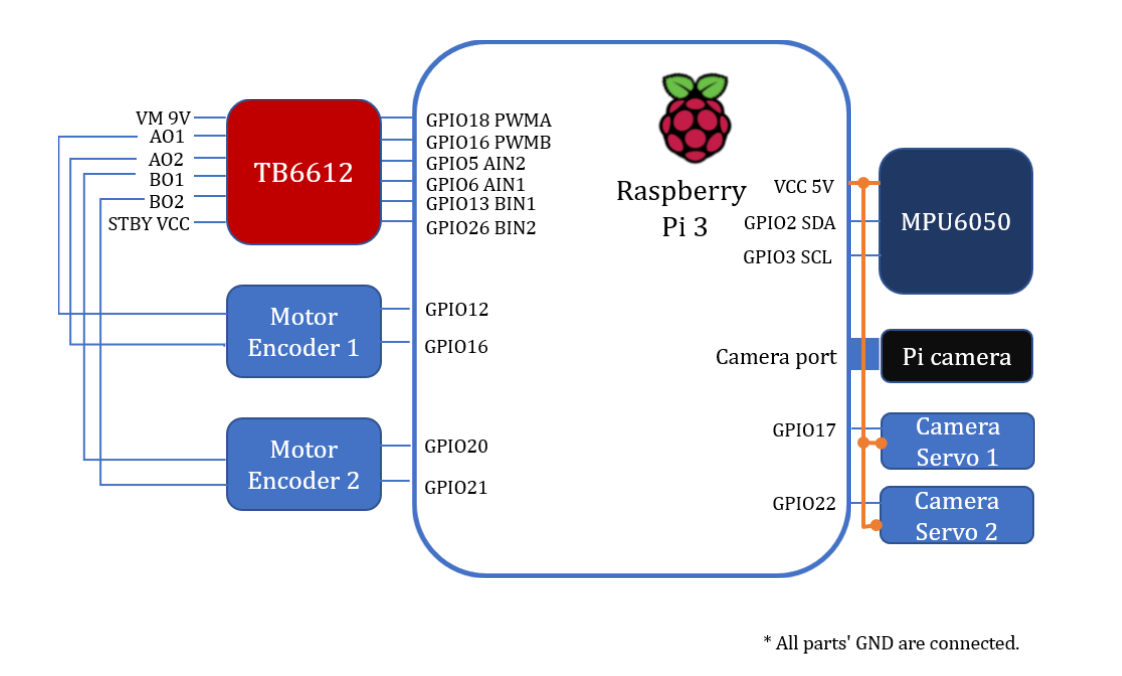 VM 9V
AO1
AO2
BO1
BO2
STBY VCC
TB6612
GPIO18 PWMA
GPIO16 PWMB
GPIO5 AIN2
GPIO6 AIN1
GPIO13 BIN1
GPIO26 BIN2
Motor
Encoder 1
GPIO12
GPIO16
Motor
Encoder 2
GPIO20
GPIO21
Raspberry
Pi 3
VCC 5V
GPIO2 SDA
GPIO3 SCL
MPU6050
Camera port
Pi camera
GPIO17
Camera
Servo 1
GPIO22
Camera
Servo 2
* All parts' GND are connected.